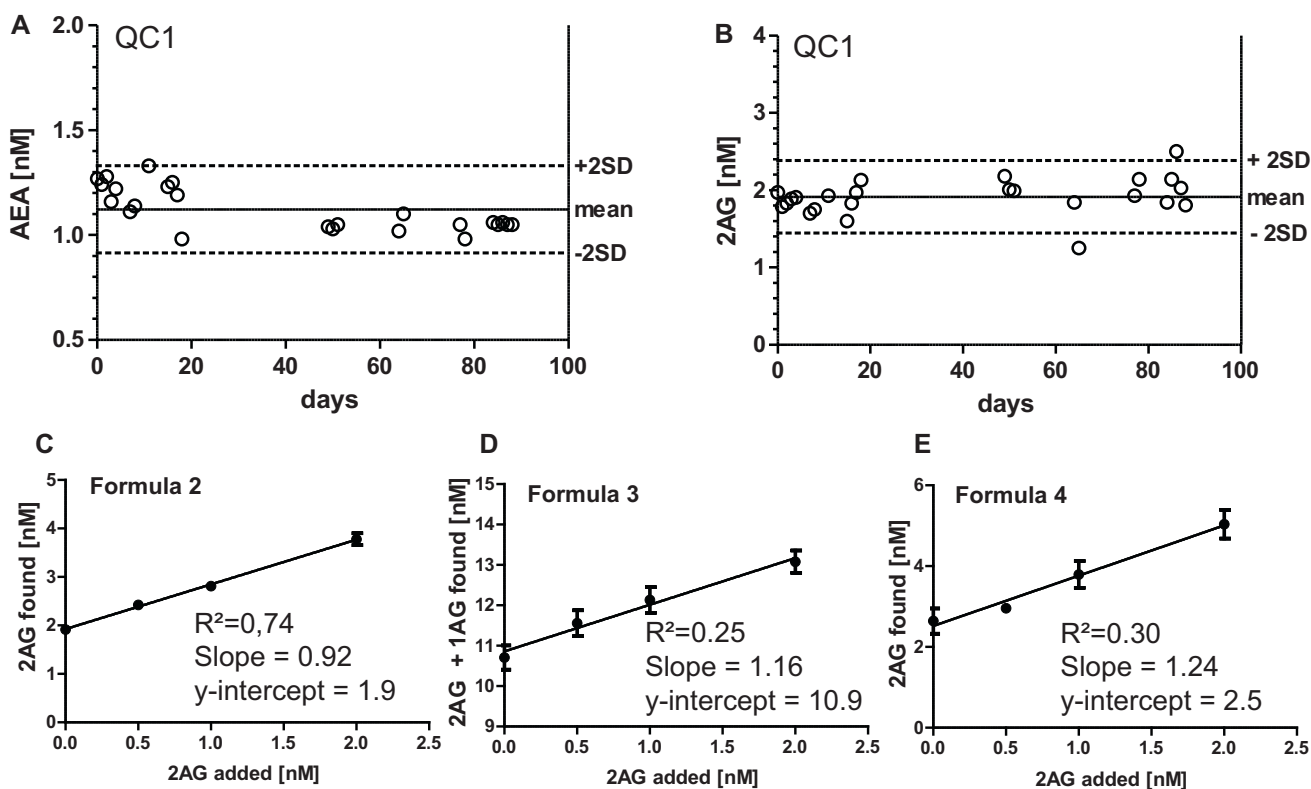 A
QC1
AEA [nM]
2.0
1.5
1.0
0.5
+2SD
mean
-2SD
0 20 40 60 80 100
days
B
QC1
2AG [nM]
4
3
2
1
0
+ 2SD
mean
- 2SD
0 20 40 60 80 100
days
C
Formula 2
2AG found [nM]
5
4
3
2
1
0
R²=0,74
Slope = 0.92
y-intercept = 1.9
0.0 0.5 1.0 1.5 2.0 2.5
2AG added [nM]
D
Formula 3
2AG + 1AG found [nM]
15
14
13
12
11
10
9
R²=0.25
Slope = 1.16
y-intercept = 10.9
0.0 0.5 1.0 1.5 2.0 2.5
2AG added [nM]
E
Formula 4
2AG found [nM]
6
4
2
0
R²=0.30
Slope = 1.24
y-intercept = 2.5
0.0 0.5 1.0 1.5 2.0 2.5
2AG added [nM]